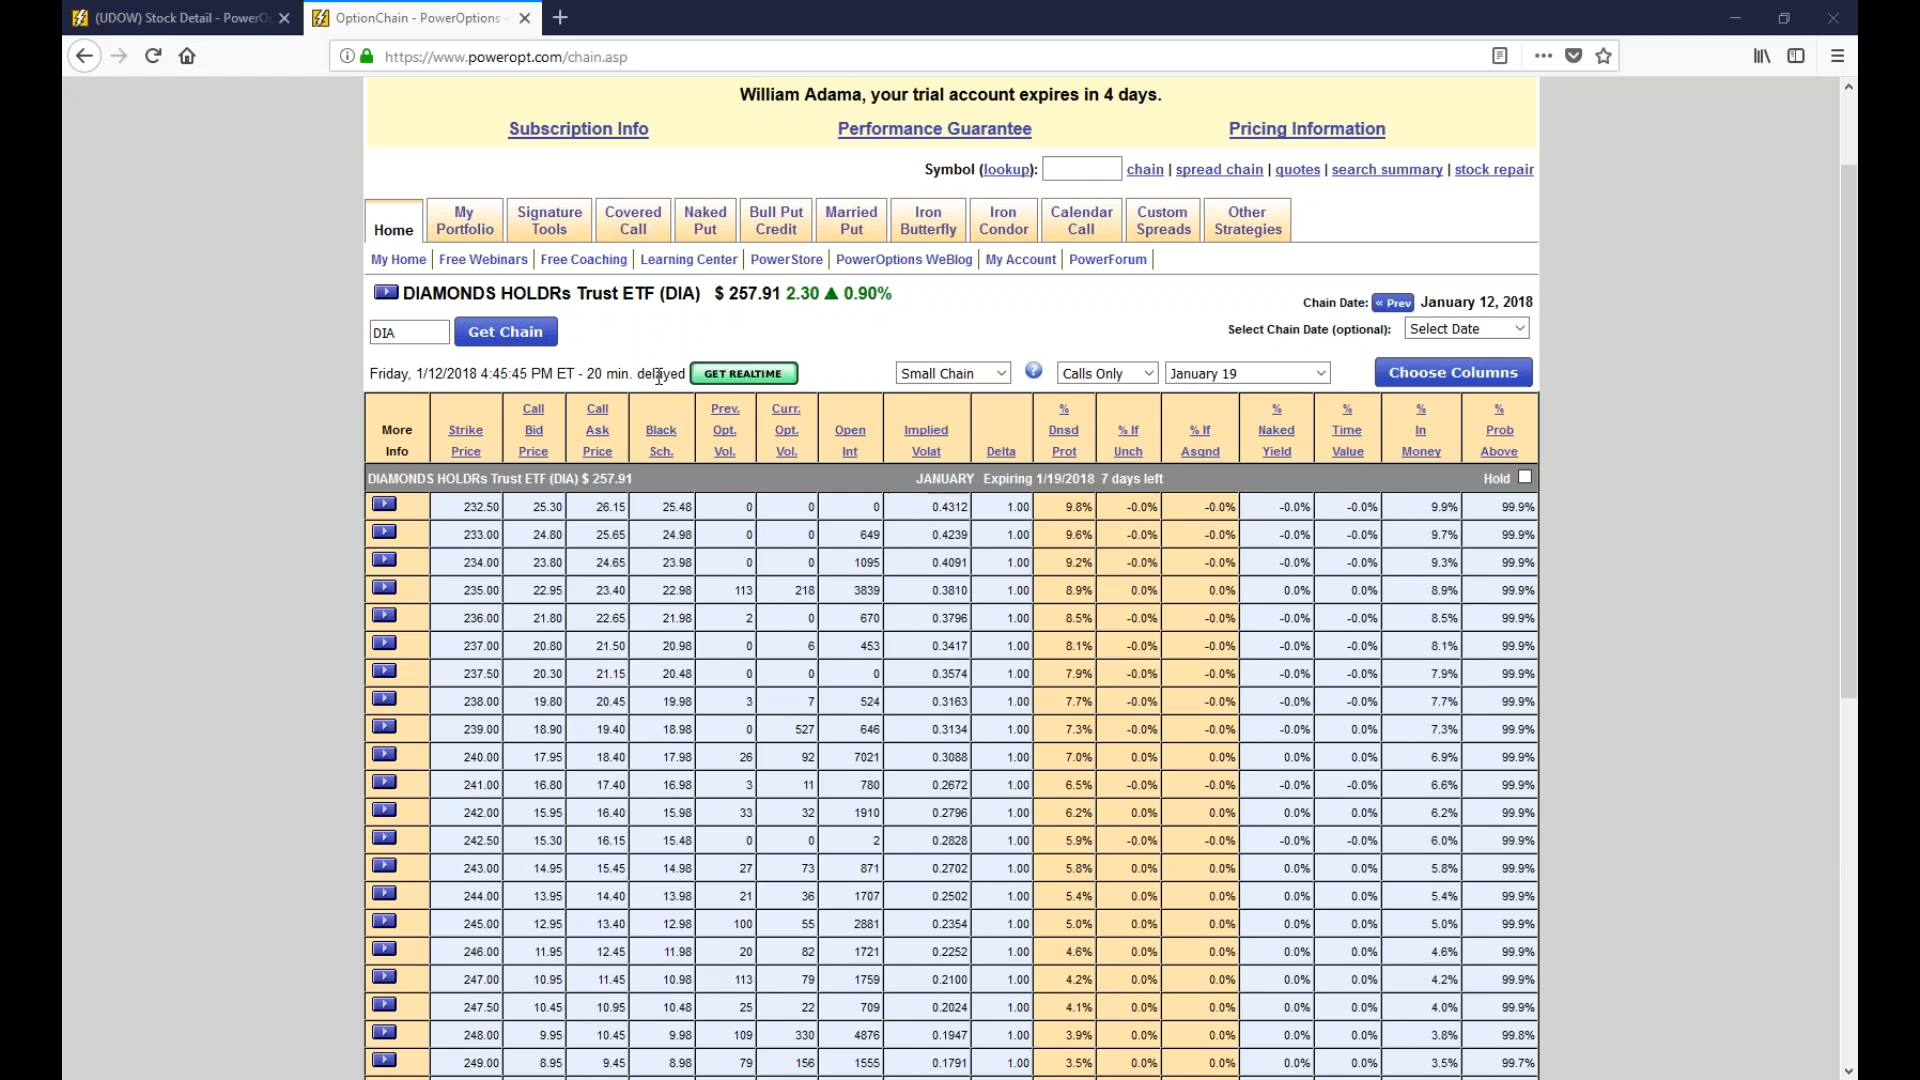 (UDOW) Stock Detail - PowerO
OptionChain - PowerOptions -
https://www.poweropt.com/chain.asp
William Adama, your trial account expires in 4 days.
Subscription Info Performance Guarantee Pricing Information
Symbol (lookup): chain | spread chain | quotes | search summary | stock repair
Home My Portfolio Signature Tools Covered Call Naked Put Bull Put Credit Married Put Iron Butterfly Iron Condor Calendar Call Custom Spreads Other Strategies
My Home Free Webinars Free Coaching Learning Center PowerStore PowerOptions WeBlog My Account PowerForum
DIAMONDS HOLDRs Trust ETF (DIA) $ 257.91 2.30 ▲ 0.90%
Chain Date: « Prev January 12, 2018
DIA Get Chain
Select Chain Date (optional): Select Date
Friday, 1/12/2018 4:45:45 PM ET - 20 min. delayed GET REALTIME Small Chain Calls Only January 19 Choose Columns
More Info Strike Price Call Bid Price Call Ask Price Black Sch. Prev. Opt. Vol. Curr. Opt. Vol. Open Int Implied Volat Delta % Dnsd Prot % If Unch % If Asgnd % Naked Yield % Time Value % In Money % Prob Above
DIAMONDS HOLDRs Trust ETF (DIA) $ 257.91 JANUARY Expiring 1/19/2018 7 days left Hold
232.50 25.30 26.15 25.48 0 0 0 0.4312 1.00 9.8% -0.0% -0.0% -0.0% -0.0% 9.9% 99.9%
233.00 24.80 25.65 24.98 0 0 649 0.4239 1.00 9.6% -0.0% -0.0% -0.0% -0.0% 9.7% 99.9%
234.00 23.80 24.65 23.98 0 0 1095 0.4091 1.00 9.2% -0.0% -0.0% -0.0% -0.0% 9.3% 99.9%
235.00 22.95 23.40 22.98 113 218 3839 0.3810 1.00 8.9% 0.0% 0.0% 0.0% 0.0% 8.9% 99.9%
236.00 21.80 22.65 21.98 2 0 670 0.3796 1.00 8.5% -0.0% -0.0% -0.0% -0.0% 8.5% 99.9%
237.00 20.80 21.50 20.98 0 6 453 0.3417 1.00 8.1% -0.0% -0.0% -0.0% -0.0% 8.1% 99.9%
237.50 20.30 21.15 20.48 0 0 0 0.3574 1.00 7.9% -0.0% -0.0% -0.0% -0.0% 7.9% 99.9%
238.00 19.80 20.45 19.98 3 7 524 0.3163 1.00 7.7% -0.0% -0.0% -0.0% -0.0% 7.7% 99.9%
239.00 18.90 19.40 18.98 0 527 646 0.3134 1.00 7.3% -0.0% -0.0% -0.0% 0.0% 7.3% 99.9%
240.00 17.95 18.40 17.98 26 92 7021 0.3088 1.00 7.0% 0.0% 0.0% 0.0% 0.0% 6.9% 99.9%
241.00 16.80 17.40 16.98 3 11 780 0.2672 1.00 6.5% -0.0% -0.0% -0.0% -0.0% 6.6% 99.9%
242.00 15.95 16.40 15.98 33 32 1910 0.2796 1.00 6.2% 0.0% 0.0% 0.0% 0.0% 6.2% 99.9%
242.50 15.30 16.15 15.48 0 0 2 0.2828 1.00 5.9% -0.0% -0.0% -0.0% -0.0% 6.0% 99.9%
243.00 14.95 15.45 14.98 27 73 871 0.2702 1.00 5.8% 0.0% 0.0% 0.0% 0.0% 5.8% 99.9%
244.00 13.95 14.40 13.98 21 36 1707 0.2502 1.00 5.4% 0.0% 0.0% 0.0% 0.0% 5.4% 99.9%
245.00 12.95 13.40 12.98 100 55 2881 0.2354 1.00 5.0% 0.0% 0.0% 0.0% 0.0% 5.0% 99.9%
246.00 11.95 12.45 11.98 20 82 1721 0.2252 1.00 4.6% 0.0% 0.0% 0.0% 0.0% 4.6% 99.9%
247.00 10.95 11.45 10.98 113 79 1759 0.2100 1.00 4.2% 0.0% 0.0% 0.0% 0.0% 4.2% 99.9%
247.50 10.45 10.95 10.48 25 22 709 0.2024 1.00 4.1% 0.0% 0.0% 0.0% 0.0% 4.0% 99.9%
248.00 9.95 10.45 9.98 109 330 4876 0.1947 1.00 3.9% 0.0% 0.0% 0.0% 0.0% 3.8% 99.8%
249.00 8.95 9.45 8.98 79 156 1555 0.1791 1.00 3.5% 0.0% 0.0% 0.0% 0.0% 3.5% 99.7%